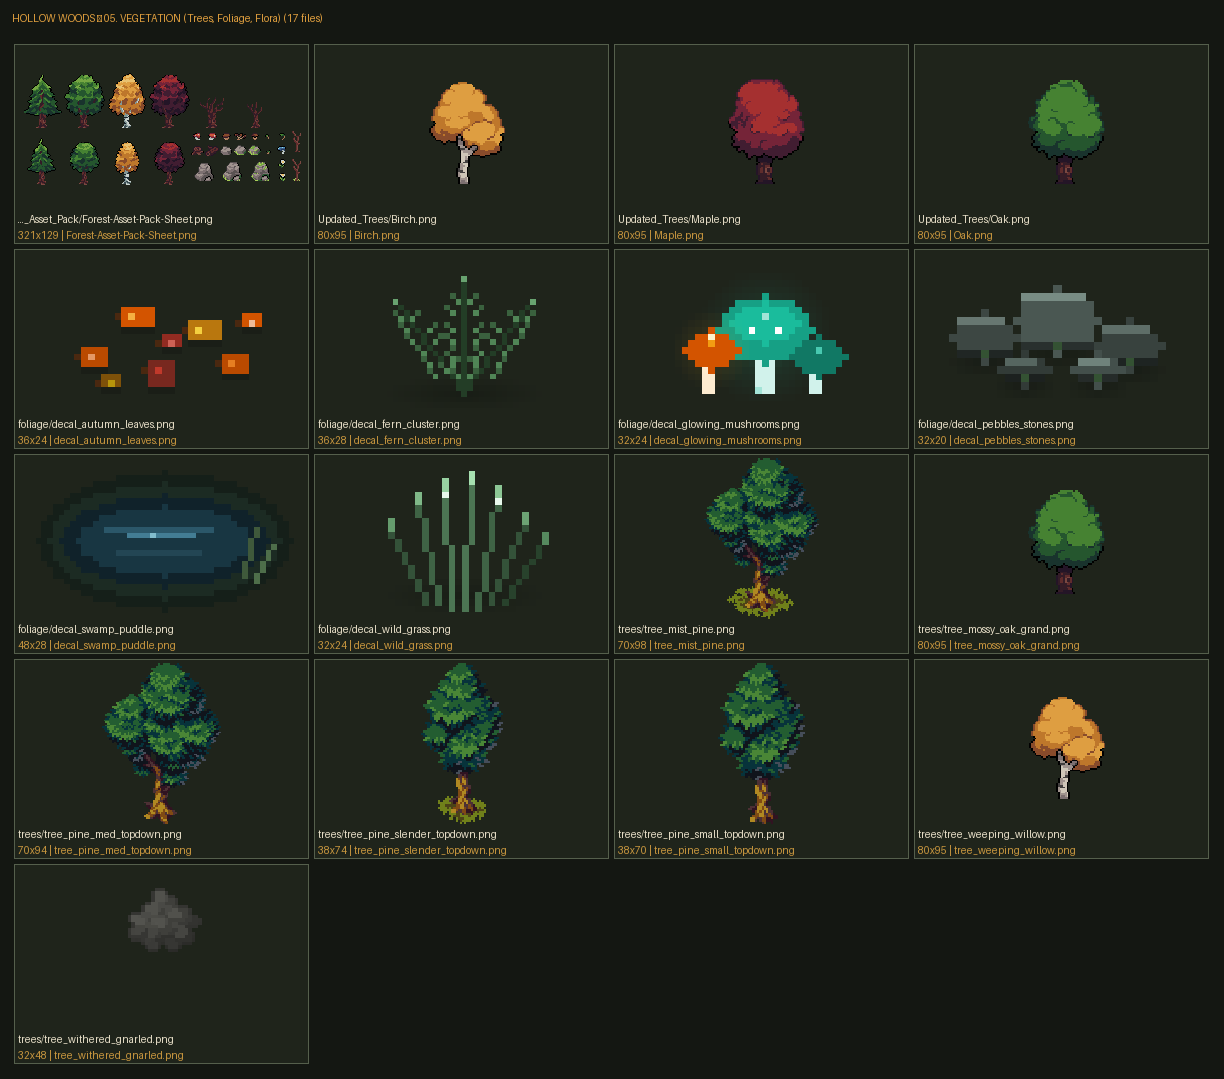 HOLLOW WOODS▯05. VEGETATION (Trees, Foliage, Flora) (17 files)
..._Asset_Pack/Forest-Asset-Pack-Sheet.png
321x129 | Forest-Asset-Pack-Sheet.png
Updated_Trees/Birch.png
80x95 | Birch.png
Updated_Trees/Maple.png
80x95 | Maple.png
Updated_Trees/Oak.png
80x95 | Oak.png
foliage/decal_autumn_leaves.png
36x24 | decal_autumn_leaves.png
foliage/decal_fern_cluster.png
36x28 | decal_fern_cluster.png
foliage/decal_glowing_mushrooms.png
32x24 | decal_glowing_mushrooms.png
foliage/decal_pebbles_stones.png
32x20 | decal_pebbles_stones.png
foliage/decal_swamp_puddle.png
48x28 | decal_swamp_puddle.png
foliage/decal_wild_grass.png
32x24 | decal_wild_grass.png
trees/tree_mist_pine.png
70x98 | tree_mist_pine.png
trees/tree_mossy_oak_grand.png
80x95 | tree_mossy_oak_grand.png
trees/tree_pine_med_topdown.png
70x94 | tree_pine_med_topdown.png
trees/tree_pine_slender_topdown.png
38x74 | tree_pine_slender_topdown.png
trees/tree_pine_small_topdown.png
38x70 | tree_pine_small_topdown.png
trees/tree_weeping_willow.png
80x95 | tree_weeping_willow.png
trees/tree_withered_gnarled.png
32x48 | tree_withered_gnarled.png